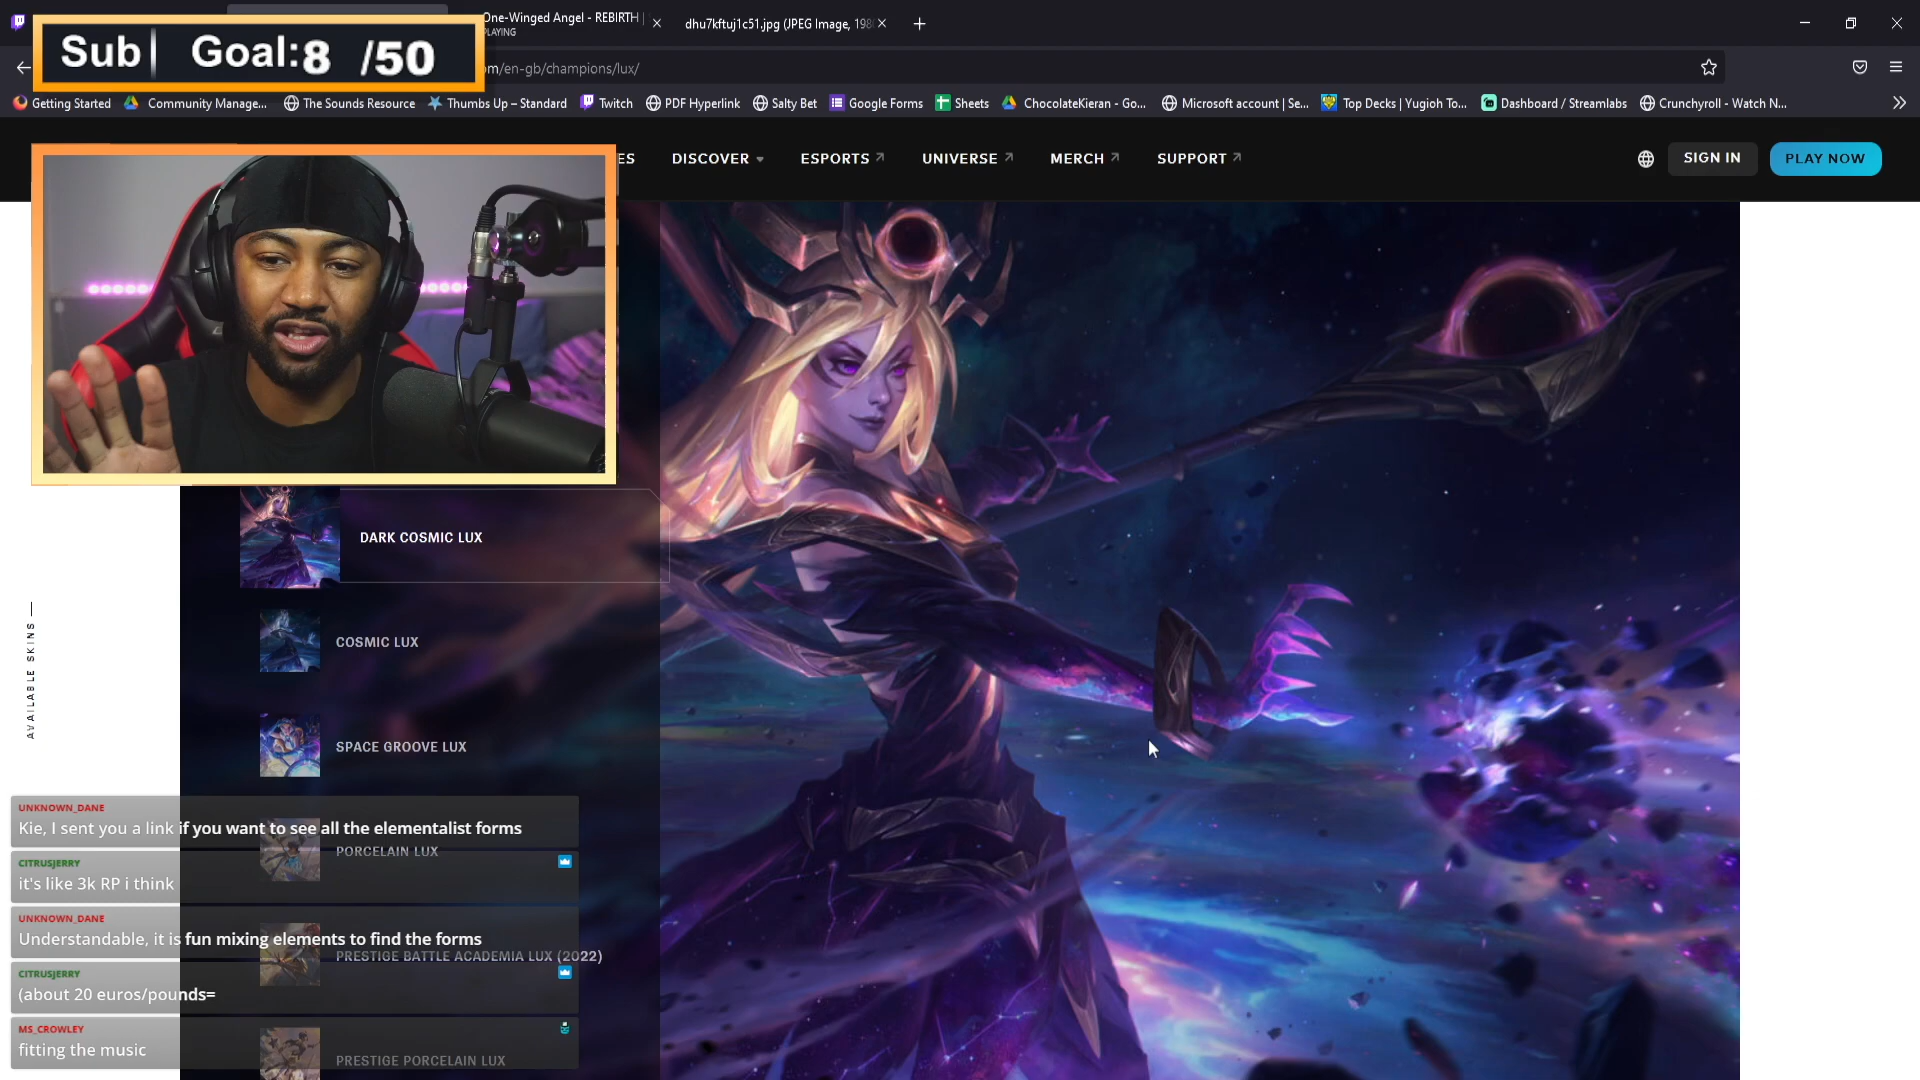 One-Winged Angel - REBIRTH
PLAYING
dhu7kftuj1c51.jpg (JPEG Image, 198
Sub Goal:8 /50
m/en-gb/champions/lux/
Getting Started
Community Manage...
The Sounds Resource
Thumbs Up – Standard
Twitch
PDF Hyperlink
Salty Bet
Google Forms
Sheets
ChocolateKieran - Go...
Microsoft account | Se...
Top Decks | Yugioh To...
Dashboard / Streamlabs
Crunchyroll - Watch N...
ES
DISCOVER
ESPORTS
UNIVERSE
MERCH
SUPPORT
SIGN IN
PLAY NOW
AVAILABLE SKINS
DARK COSMIC LUX
COSMIC LUX
SPACE GROOVE LUX
UNKNOWN_DANE
Kie, I sent you a link if you want to see all the elementalist forms
PORCELAIN LUX
CITRUSJERRY
it's like 3k RP i think
UNKNOWN_DANE
Understandable, it is fun mixing elements to find the forms
PRESTIGE BATTLE ACADEMIA LUX (2022)
CITRUSJERRY
(about 20 euros/pounds=
MS_CROWLEY
fitting the music
PRESTIGE PORCELAIN LUX